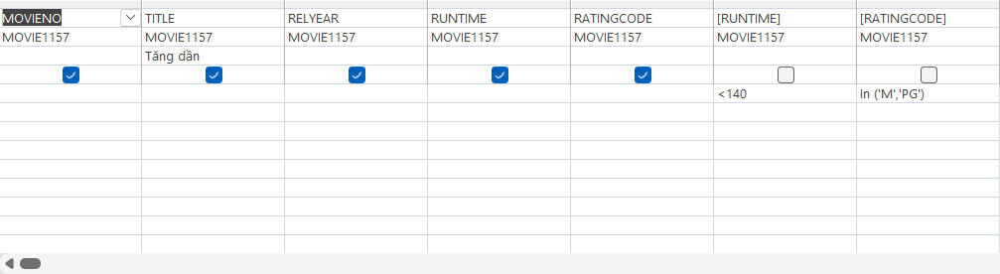 MOVIENO TITLE RELYEAR RUNTIME RATINGCODE [RUNTIME] [RATINGCODE]
MOVIE1157 MOVIE1157 MOVIE1157 MOVIE1157 MOVIE1157 MOVIE1157 MOVIE1157
Tăng dần
<140 In ('M','PG')